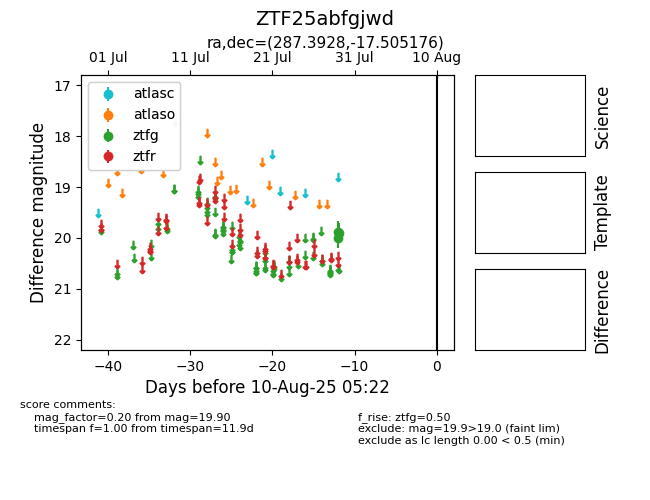 ZTF25abfgjwd
ra,dec=(287.3928,-17.505176)
01 Jul 11 Jul 21 Jul 31 Jul 10 Aug
17
18
19
20
21
22
Difference magnitude
atlasc
atlaso
ztfg
ztfr
−40 −30 −20 −10 0
Days before 10-Aug-25 05:22
Science
Template
Difference
score comments:
mag_factor=0.20 from mag=19.90
timespan f=1.00 from timespan=11.9d
f_rise: ztfg=0.50
exclude: mag=19.9>19.0 (faint lim)
exclude as lc length 0.00 < 0.5 (min)